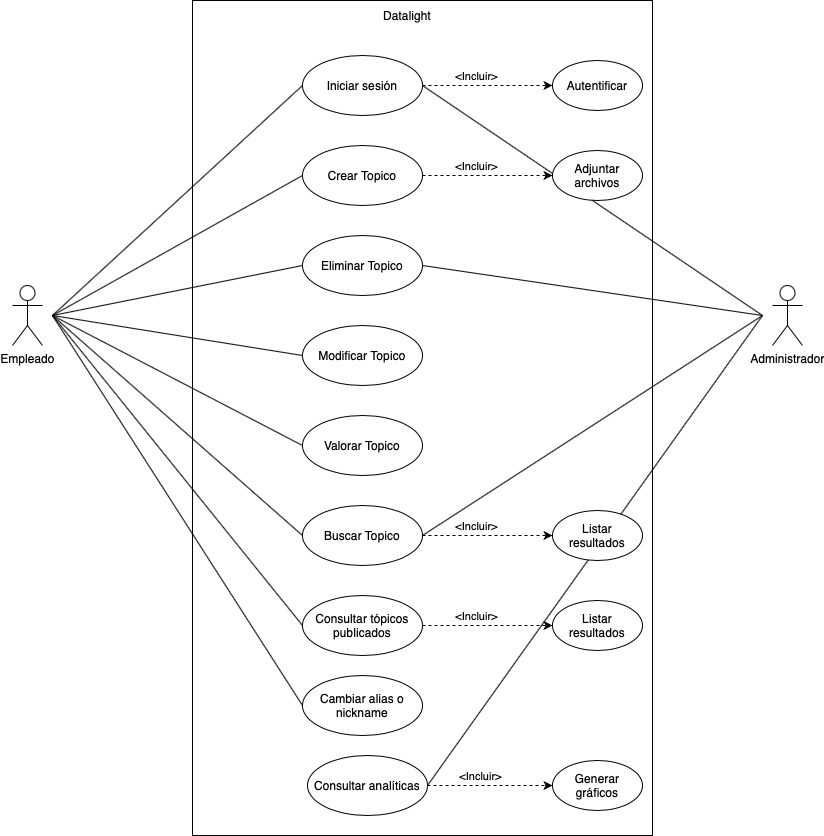 Datalight
Iniciar sesión
<Incluir>
Autentificar
Crear Topico
<Incluir>
Adjuntar
archivos
Eliminar Topico
Empleado
Modificar Topico
Administrador
Valorar Topico
Buscar Topico
<Incluir>
Listar
resultados
Consultar tópicos
publicados
<Incluir>
Listar
resultados
Cambiar alias o
nickname
Consultar analíticas
<Incluir>
Generar
gráficos